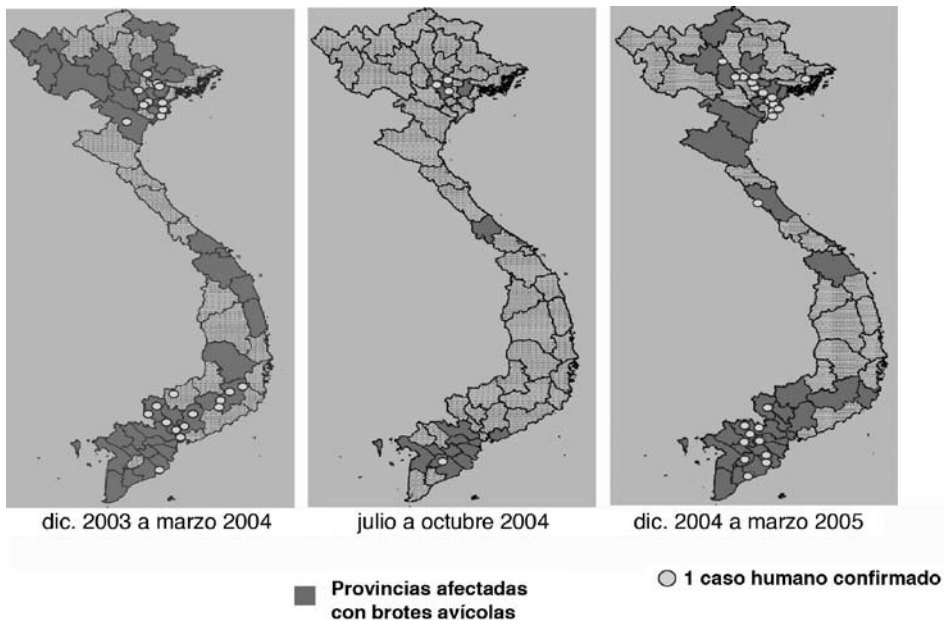 dic. 2003 a marzo 2004
julio a octubre 2004
dic. 2004 a marzo 2005
Provincias afectadas
con brotes avícolas
1 caso humano confirmado